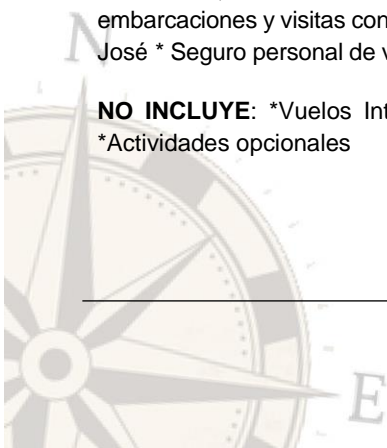 embarcaciones y visitas con
José * Seguro personal de v
NO INCLUYE: *Vuelos Int
*Actividades opcionales
N
E